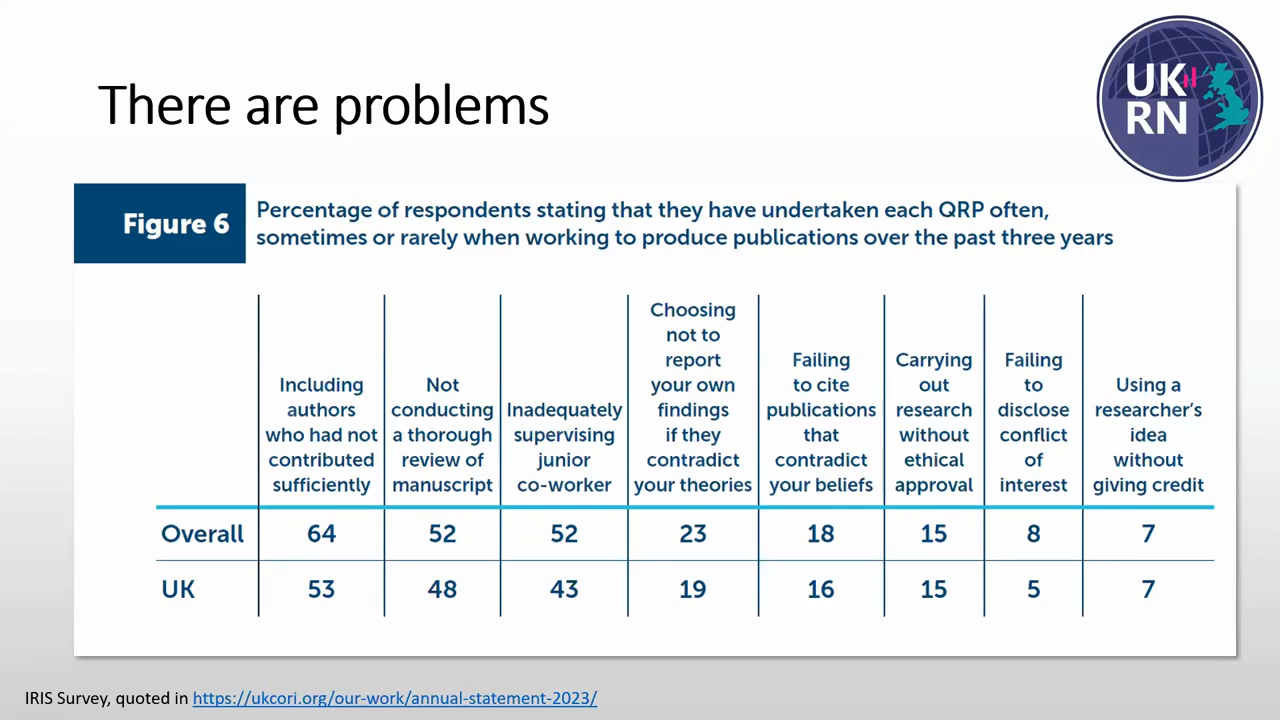 There are problems
UK
RN
Figure 6
Percentage of respondents stating that they have undertaken each QRP often,
sometimes or rarely when working to produce publications over the past three years
Including
authors
who had not
contributed
sufficiently
Not
conducting
a thorough
review of
manuscript
Inadequately
supervising
junior
co-worker
Choosing
not to
report
your own
findings
if they
contradict
your theories
Failing
to cite
publications
that
contradict
your beliefs
Carrying
out
research
without
ethical
approval
Failing
to
disclose
conflict
of
interest
Using a
researcher's
idea
without
giving credit
Overall 64 52 52 23 18 15 8 7
UK 53 48 43 19 16 15 5 7
IRIS Survey, quoted in https://ukcori.org/our-work/annual-statement-2023/